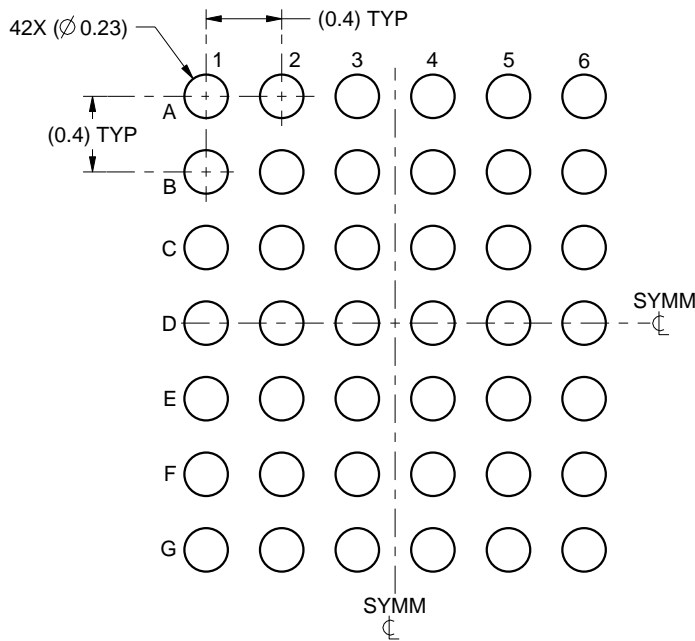 (0.4) TYP
42X (∅ 0.23)
1 2 3 4 5 6
A
(0.4) TYP
B
C
D
SYMM
℄
E
F
G
SYMM
℄